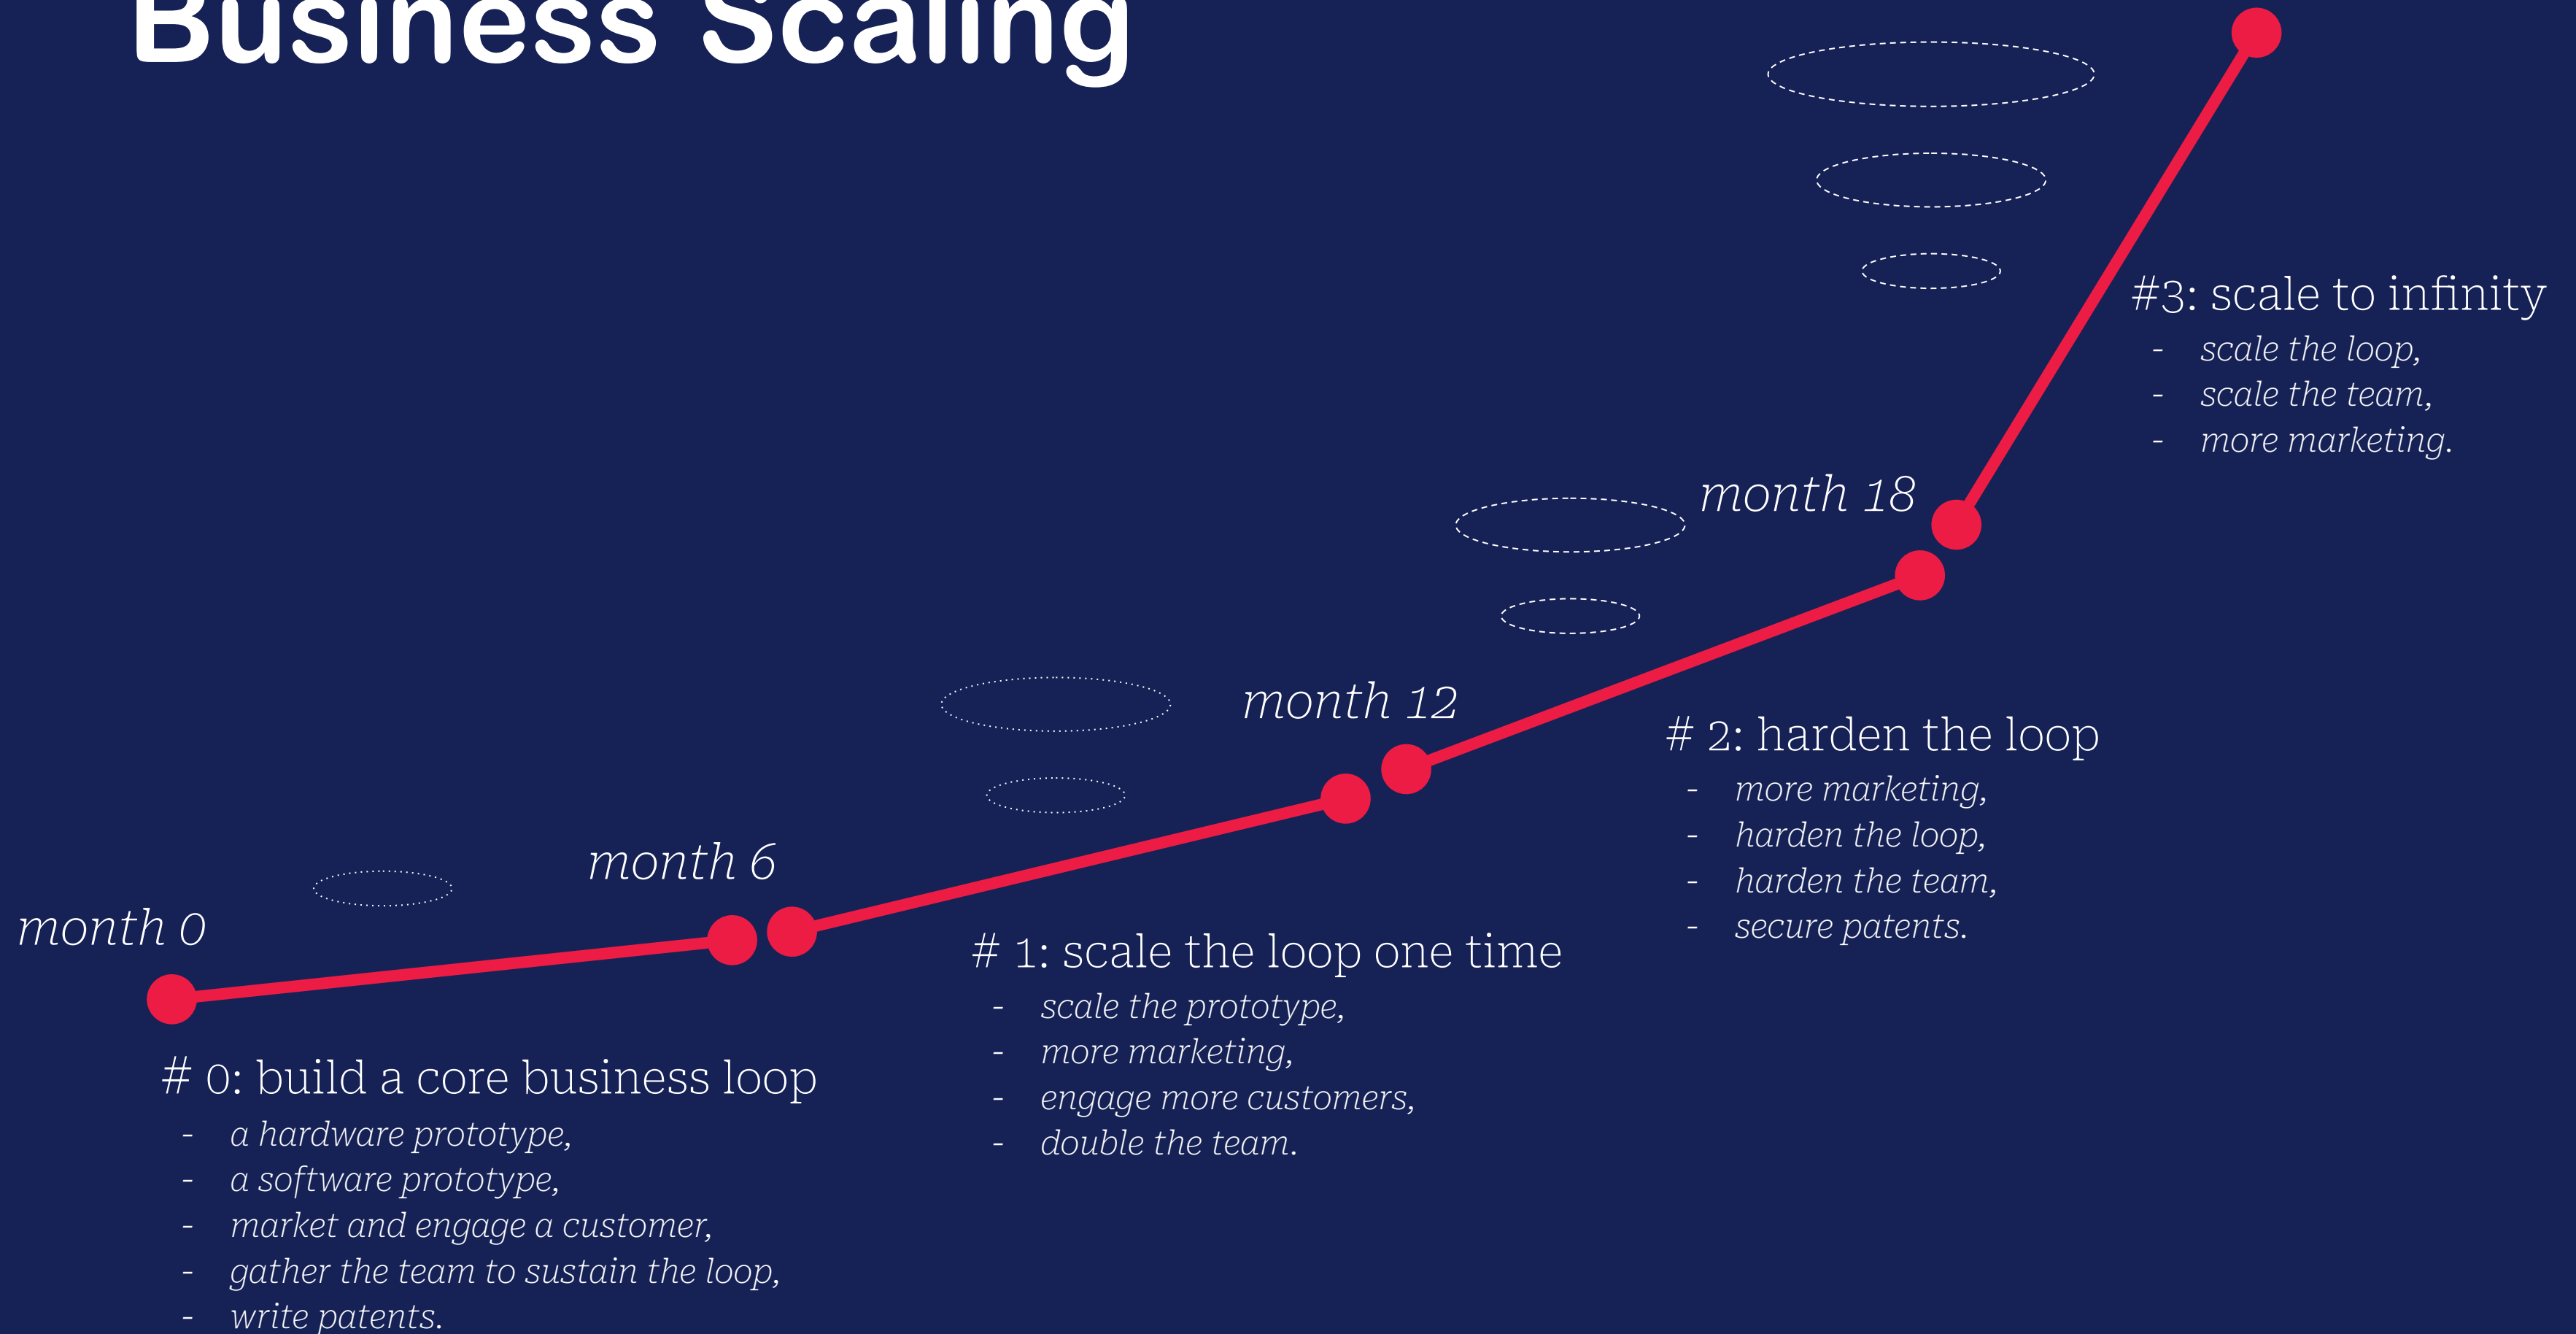 Business Scaling
month 0
# 0: build a core business loop
- a hardware prototype,
- a software prototype,
- market and engage a customer,
- gather the team to sustain the loop,
- write patents.
month 6
# 1: scale the loop one time
- scale the prototype,
- more marketing,
- engage more customers,
- double the team.
month 12
# 2: harden the loop
- more marketing,
- harden the loop,
- harden the team,
- secure patents.
month 18
#3: scale to infinity
- scale the loop,
- scale the team,
- more marketing.